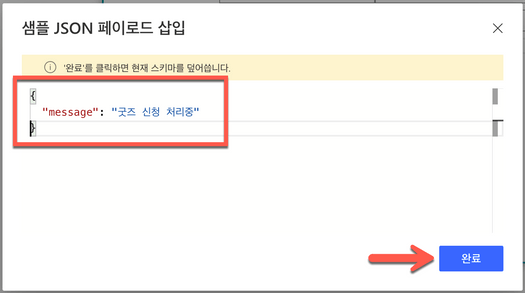 샘플 JSON 페이로드 삽입
'완료'를 클릭하면 현재 스키마를 덮어씁니다.
{
"message": "굿즈 신청 처리중"
}
완료